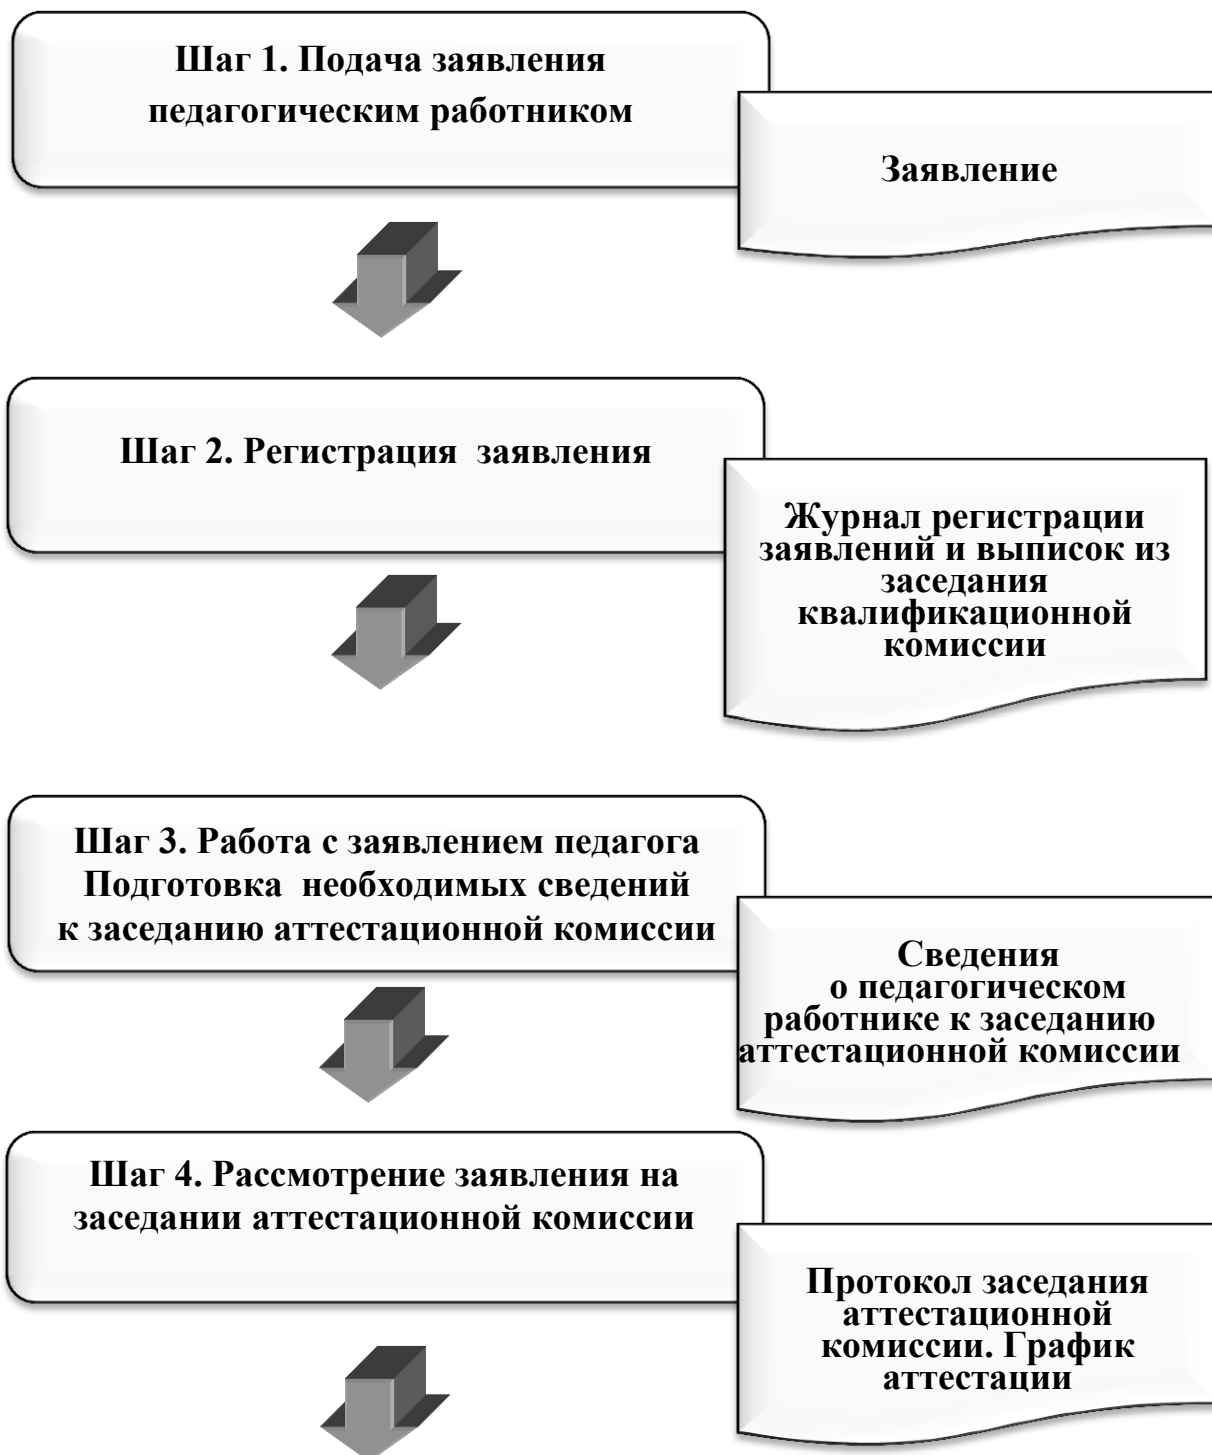 Шаг 1. Подача заявления
педагогическим работником
Заявление
Шаг 2. Регистрация  заявления
Журнал регистрации
заявлений и выписок из
заседания
квалификационной
комиссии
Шаг 3. Работа с заявлением педагога
Подготовка  необходимых сведений
к заседанию аттестационной комиссии
Сведения
о педагогическом
работнике к заседанию
аттестационной комиссии
Шаг 4. Рассмотрение заявления на
заседании аттестационной комиссии
Протокол заседания
аттестационной
комиссии. График
аттестации